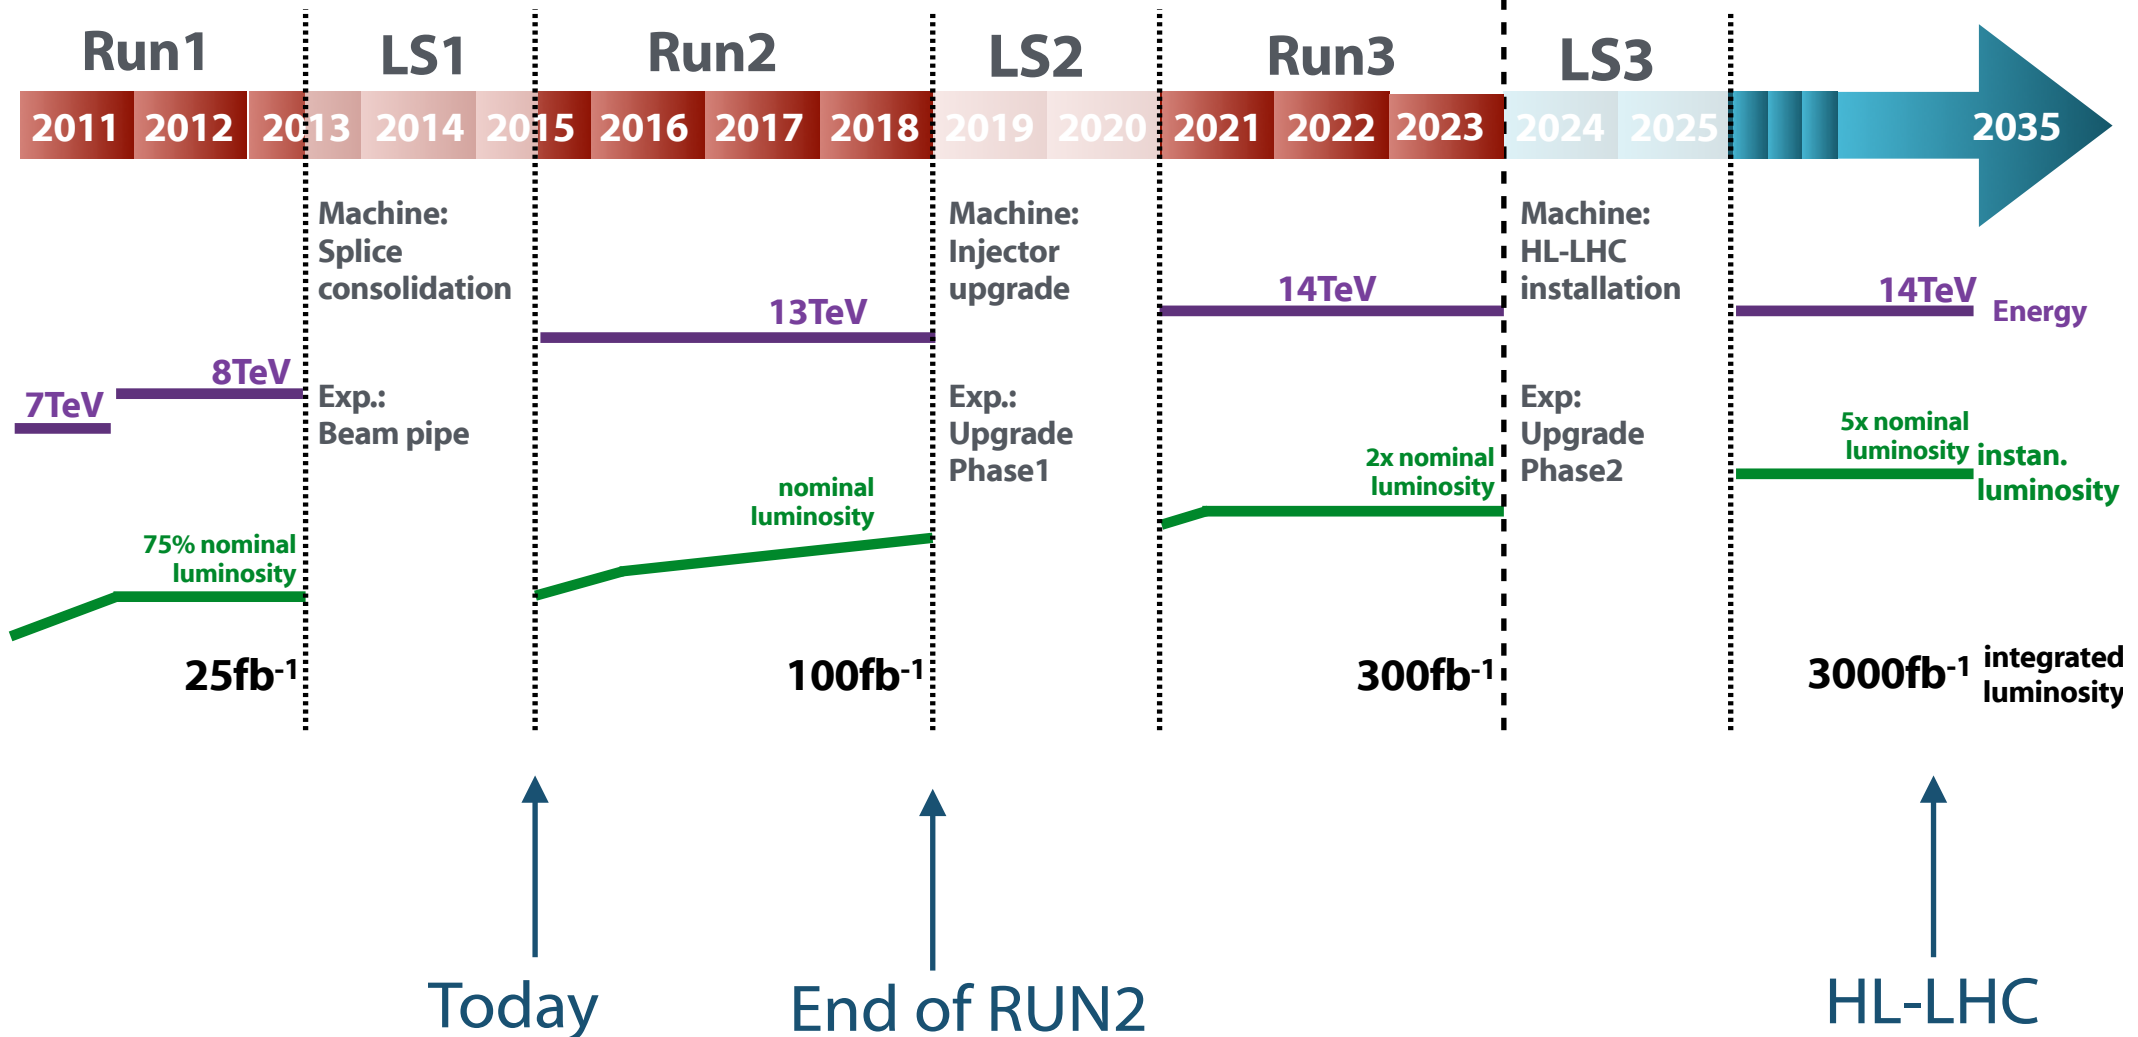 Run1 LS1 Run2 LS2 Run3 LS3
2011 2012 2013 2014 2015 2016 2017 2018 2019 2020 2021 2022 2023 2024 2025 2035
Machine:
Splice
consolidation
Machine:
Injector
upgrade
Machine:
HL-LHC
installation
7TeV
8TeV
13TeV
14TeV
14TeV
Energy
Exp.:
Beam pipe
Exp.:
Upgrade
Phase1
Exp:
Upgrade
Phase2
75% nominal
luminosity
nominal
luminosity
2x nominal
luminosity
5x nominal
luminosity
instan.
luminosity
25fb-1
100fb-1
300fb-1
3000fb-1
integrated
luminosity
Today
End of RUN2
HL-LHC